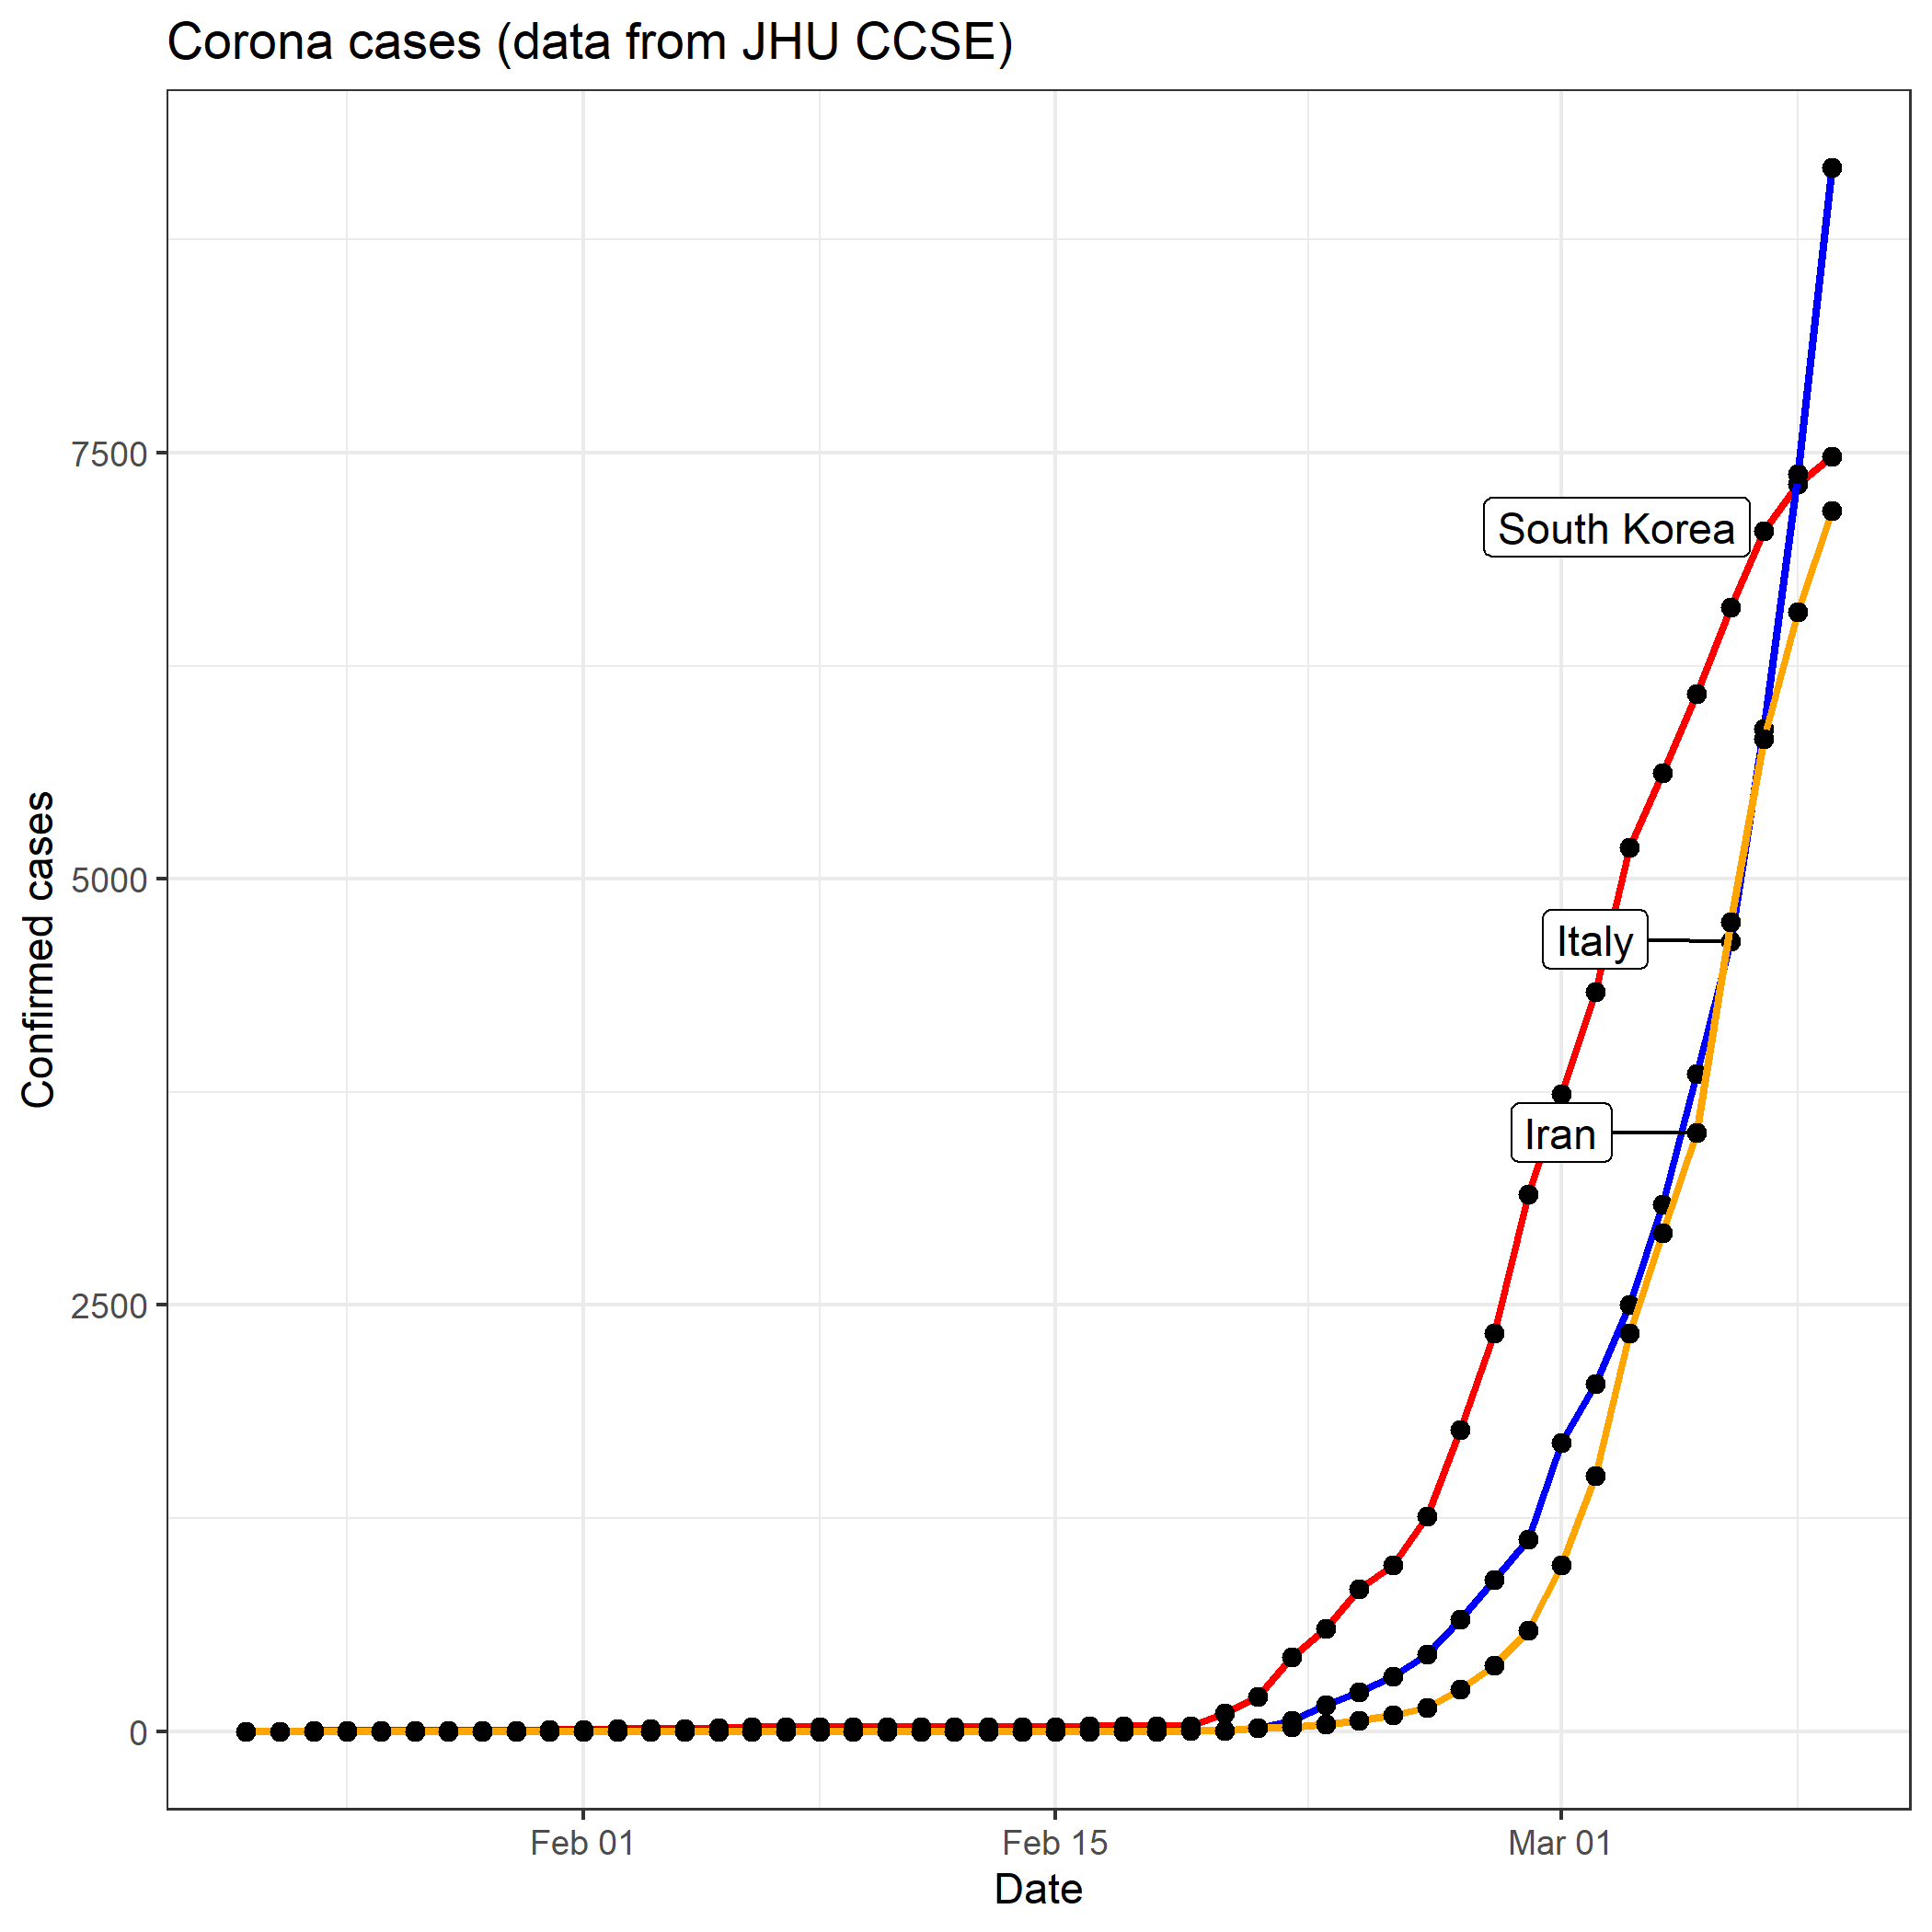 Corona cases (data from JHU CCSE)
Confirmed cases
7500
5000
2500
0
South Korea
Italy
Iran
Feb 01
Feb 15
Mar 01
Date